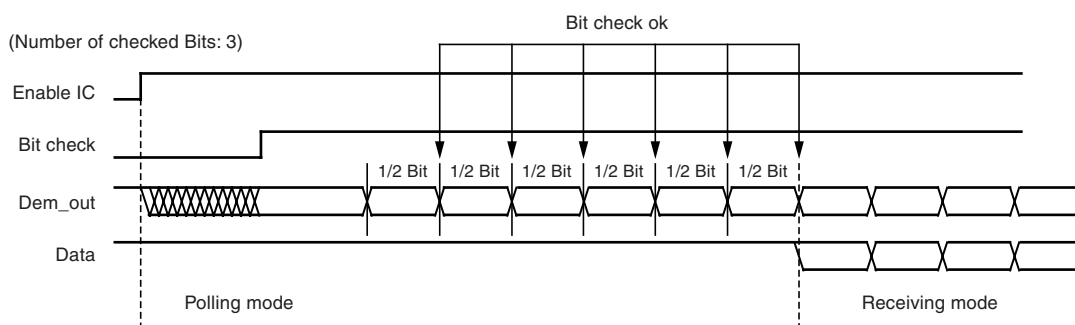 Bit check ok
(Number of checked Bits: 3)
Enable IC
Bit check
1/2 Bit 1/2 Bit 1/2 Bit 1/2 Bit 1/2 Bit 1/2 Bit
Dem_out
Data
Polling mode Receiving mode